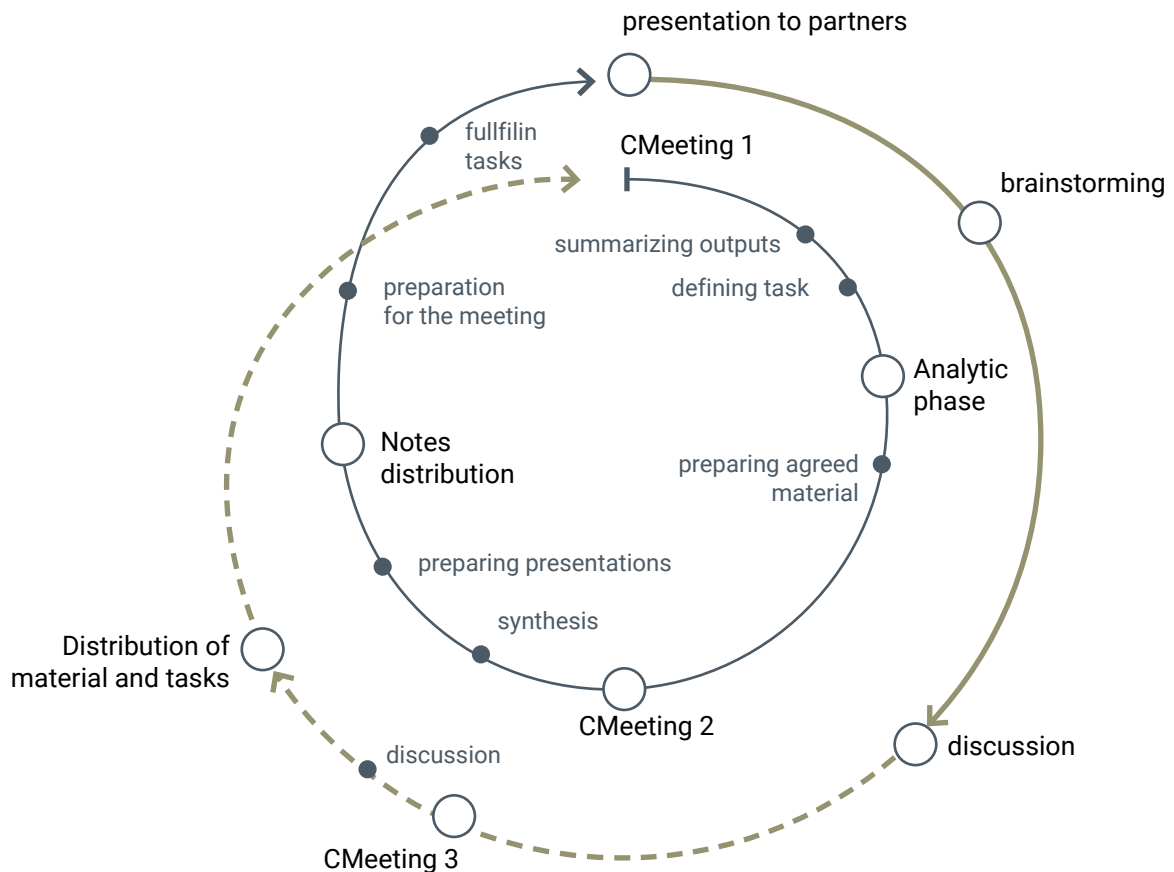 presentation to partners
fullfilin
tasks
CMeeting 1
brainstorming
summarizing outputs
defining task
preparation
for the meeting
Analytic
phase
Notes
distribution
preparing agreed
material
preparing presentations
synthesis
Distribution of
material and tasks
CMeeting 2
discussion
discussion
CMeeting 3